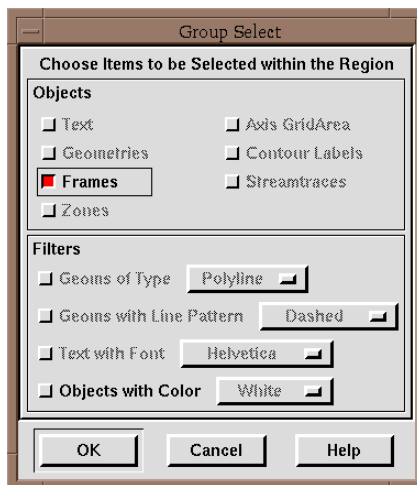 Group Select
Choose Items to be Selected within the Region
Objects
Text
Axis GridArea
Geometries
Contour Labels
Frames
Streamtraces
Zones
Filters
Geoms of Type Polyline
Geoms with Line Pattern Dashed
Text with Font Helvetica
Objects with Color White
OK Cancel Help